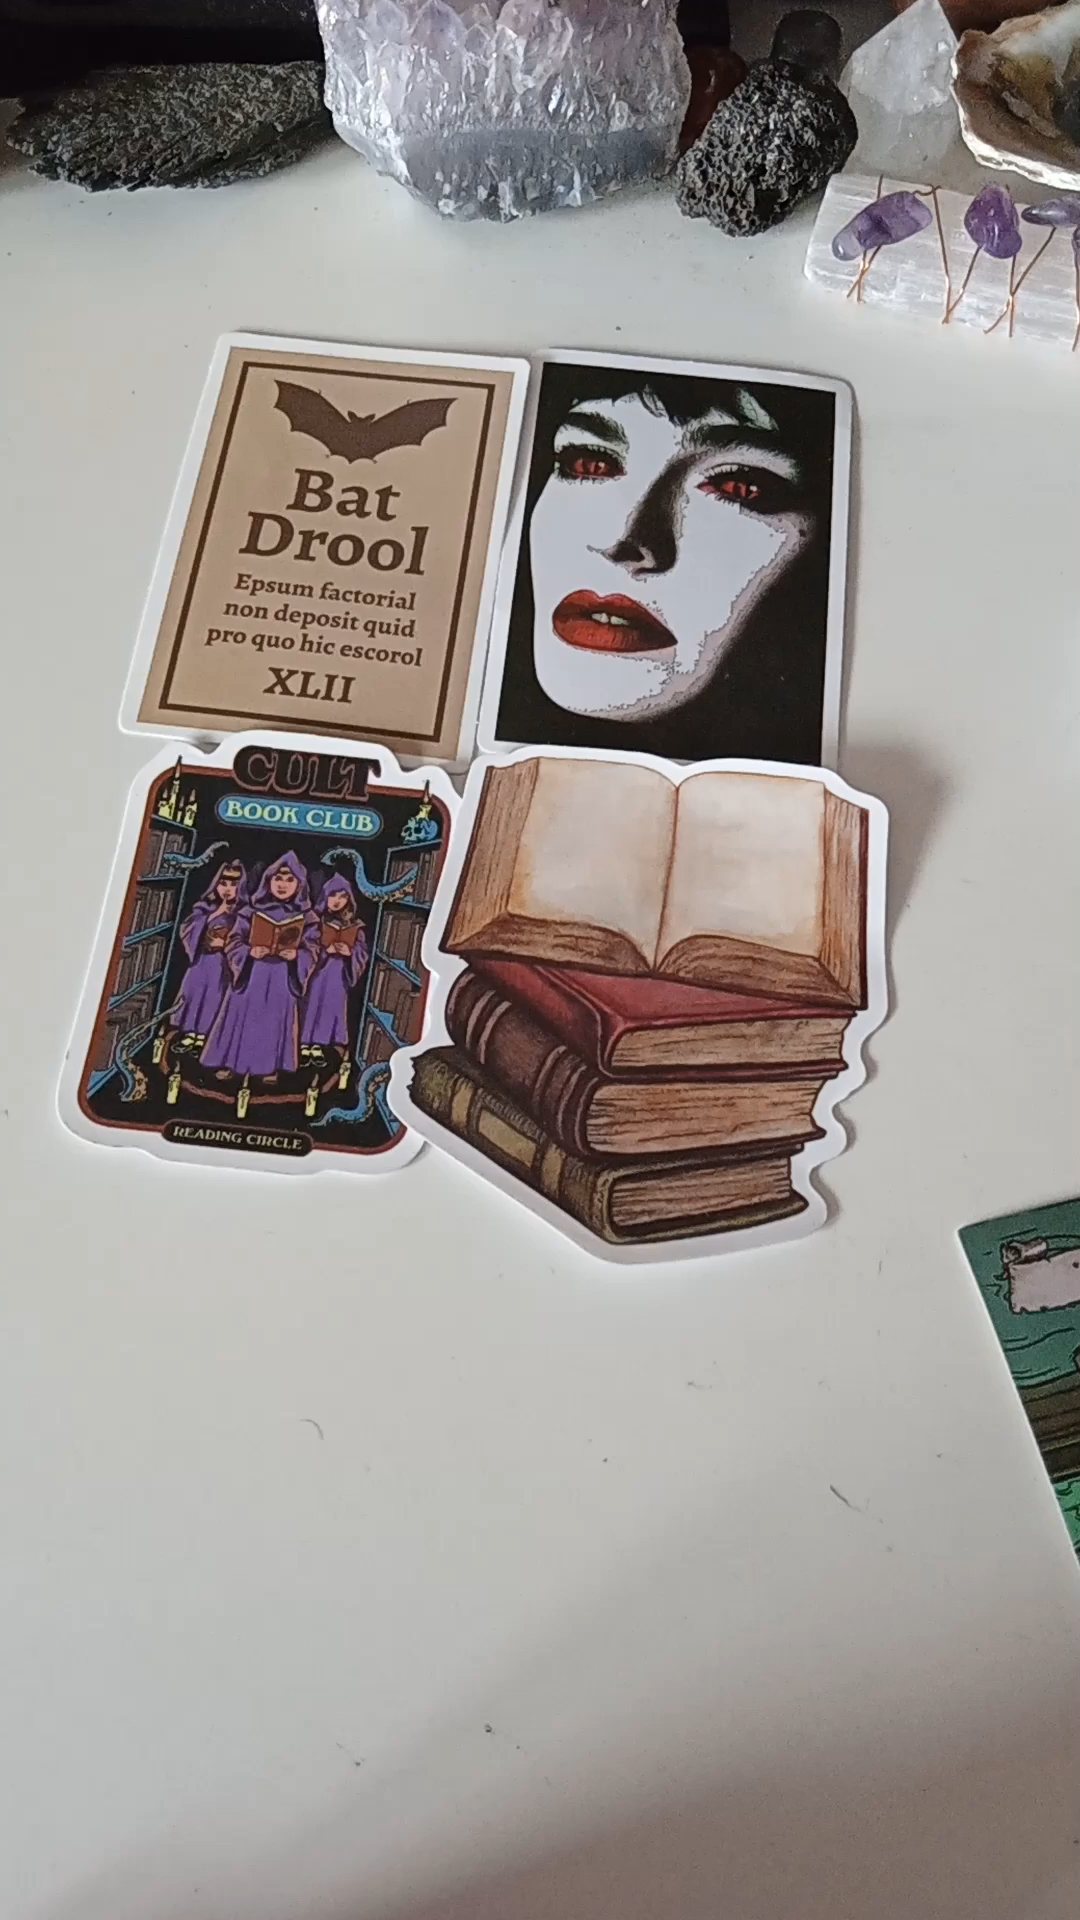 Bat
Drool
Epsum factorial
non deposit quid
pro quo hic escorol
XLII
CULT
BOOK CLUB
READING CIRCLE